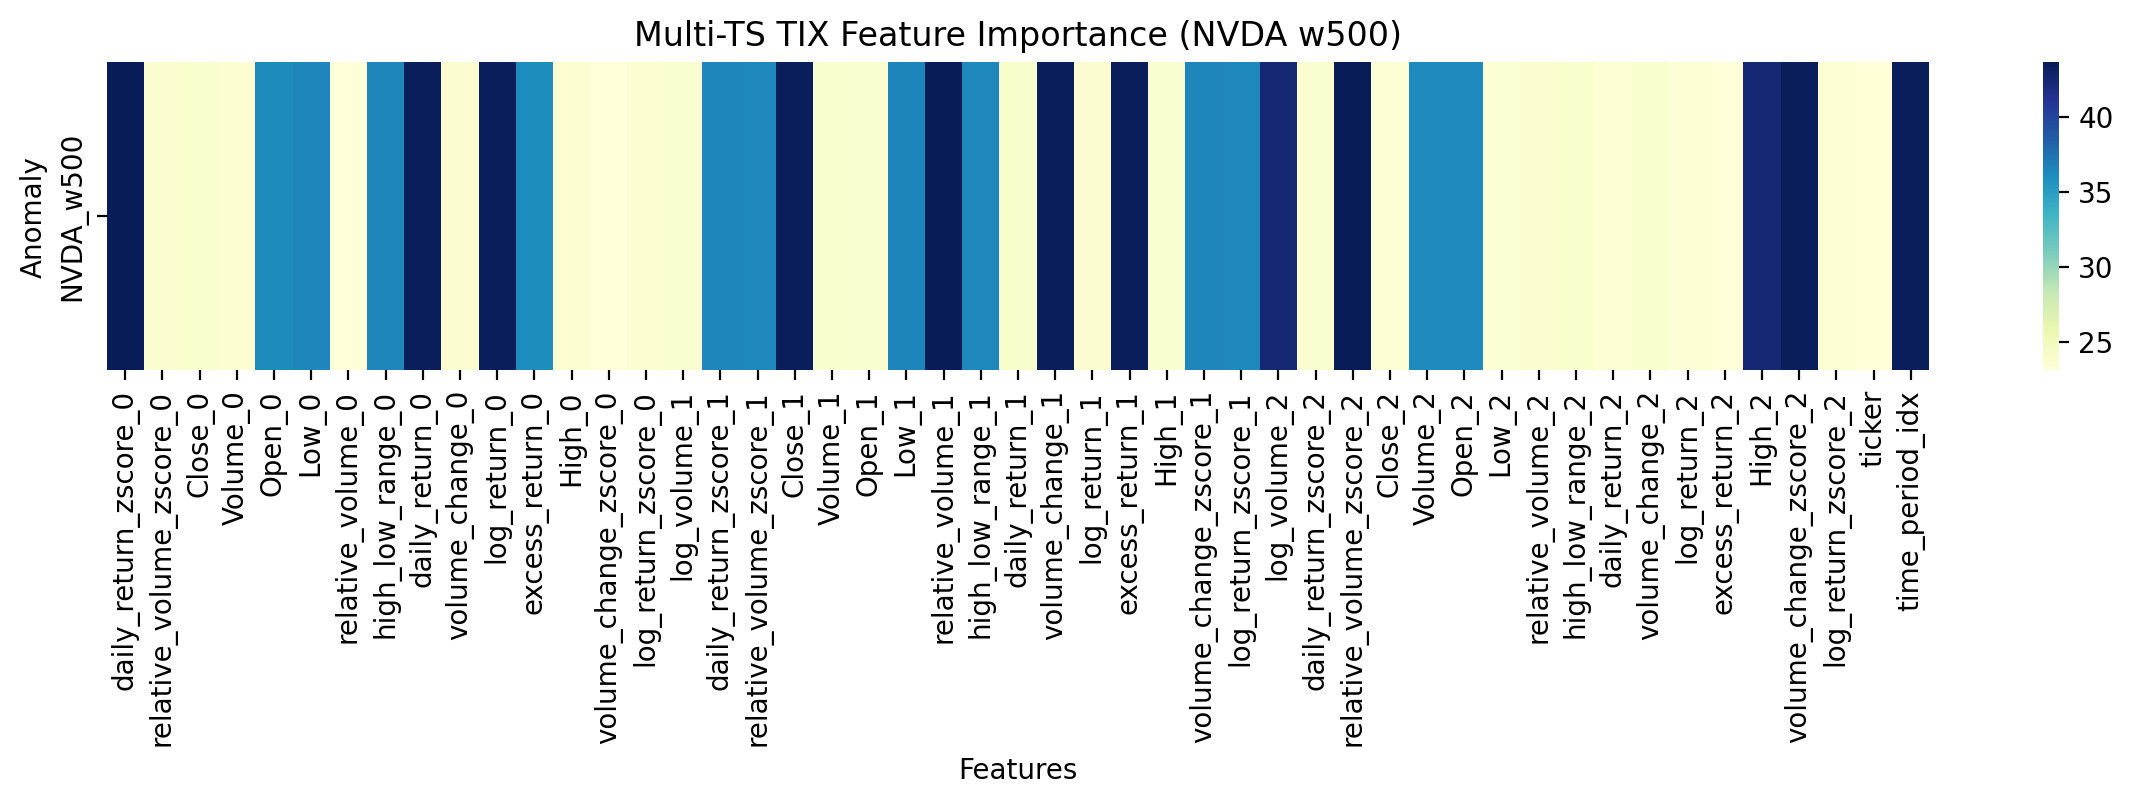 Multi-TS TIX Feature Importance (NVDA w500)
Anomaly
NVDA_w500
40
35
30
25
daily_return_zscore_0
relative_volume_zscore_0
Close_0
Volume_0
Open_0
Low_0
relative_volume_0
high_low_range_0
daily_return_0
volume_change_0
log_return_0
excess_return_0
High_0
volume_change_zscore_0
log_return_zscore_0
log_volume_1
daily_return_zscore_1
relative_volume_zscore_1
Close_1
Volume_1
Open_1
Low_1
relative_volume_1
high_low_range_1
daily_return_1
volume_change_1
log_return_1
excess_return_1
High_1
volume_change_zscore_1
log_return_zscore_1
log_volume_2
daily_return_zscore_2
relative_volume_zscore_2
Close_2
Volume_2
Open_2
Low_2
relative_volume_2
high_low_range_2
daily_return_2
volume_change_2
log_return_2
excess_return_2
High_2
volume_change_zscore_2
log_return_zscore_2
ticker
time_period_idx
Features